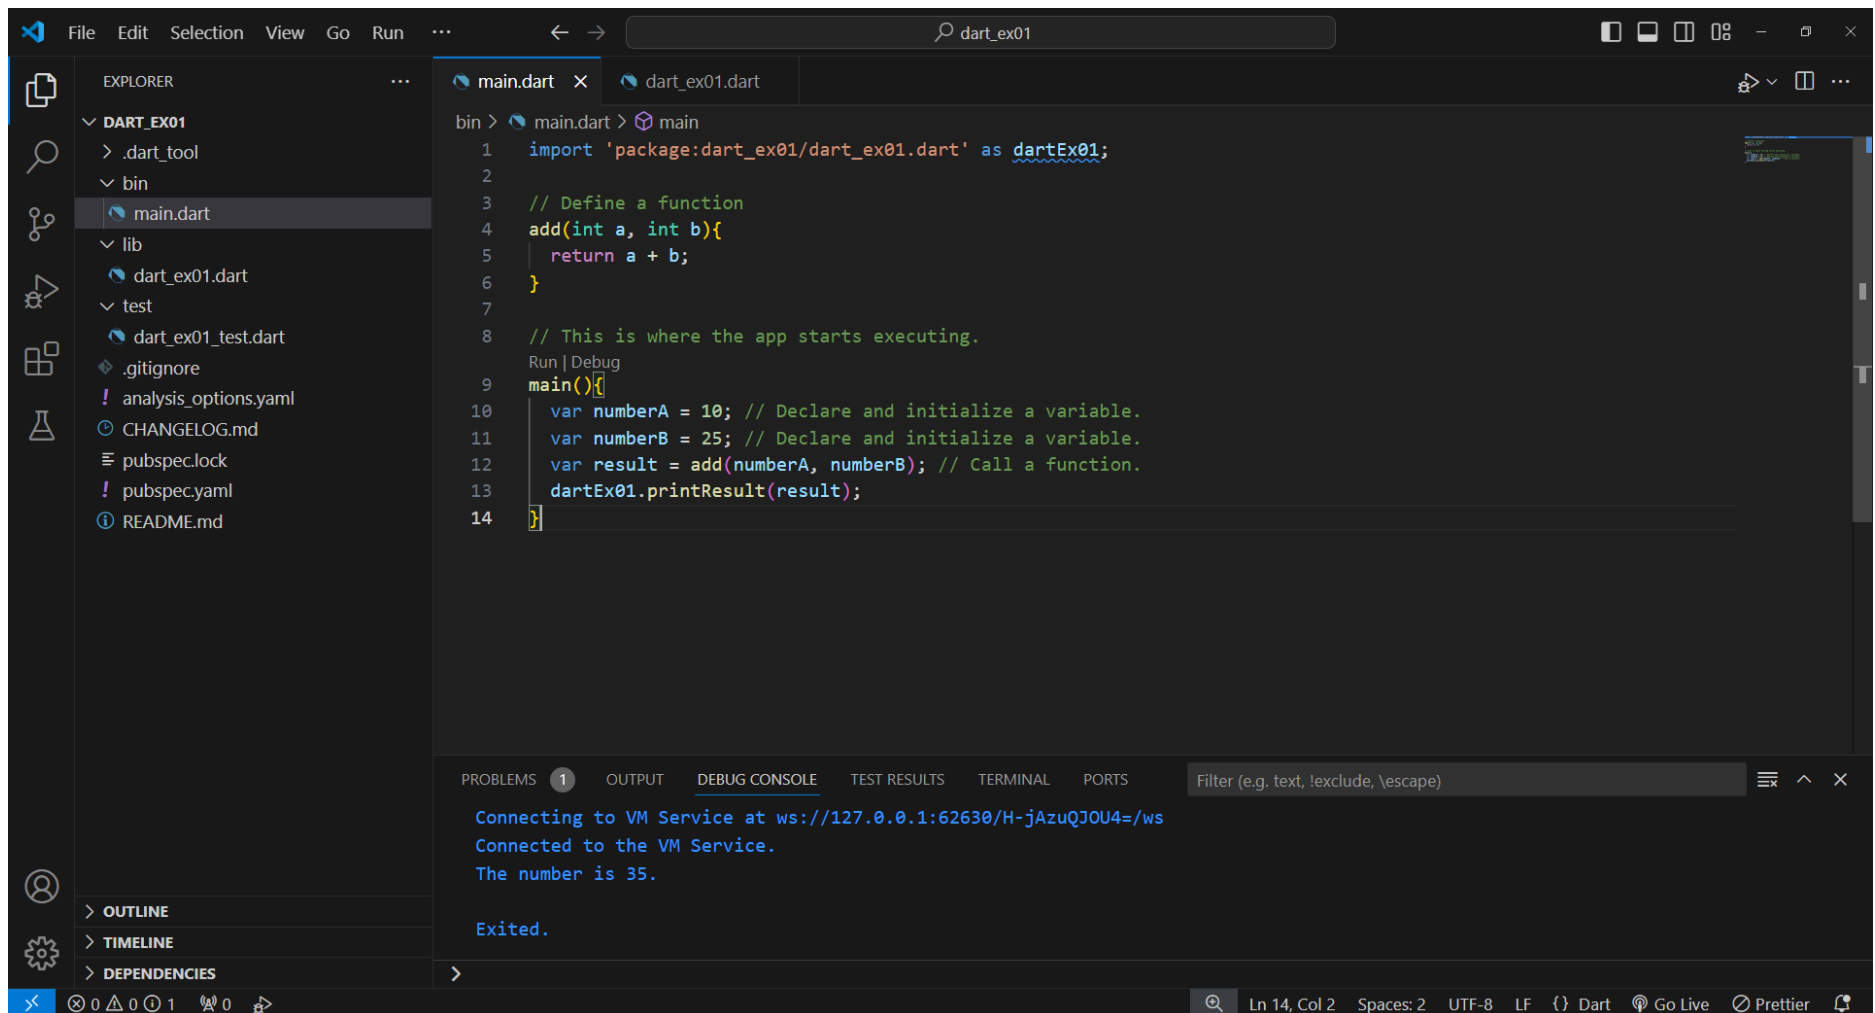 File Edit Selection View Go Run ··· dart_ex01
EXPLORER ···
DART_EX01
.dart_tool
bin
main.dart
lib
dart_ex01.dart
test
dart_ex01_test.dart
.gitignore
! analysis_options.yaml
CHANGELOG.md
pubspec.lock
! pubspec.yaml
README.md
OUTLINE
TIMELINE
DEPENDENCIES
main.dart dart_ex01.dart
bin > main.dart > main
1 import 'package:dart_ex01/dart_ex01.dart' as dartEx01;
2
3 // Define a function
4 add(int a, int b){
5 return a + b;
6 }
7
8 // This is where the app starts executing.
Run | Debug
9 main(){
10 var numberA = 10; // Declare and initialize a variable.
11 var numberB = 25; // Declare and initialize a variable.
12 var result = add(numberA, numberB); // Call a function.
13 dartEx01.printResult(result);
14 }
PROBLEMS 1 OUTPUT DEBUG CONSOLE TEST RESULTS TERMINAL PORTS Filter (e.g. text, !exclude, \escape)
Connecting to VM Service at ws://127.0.0.1:62630/H-jAzuQJOU4=/ws
Connected to the VM Service.
The number is 35.
Exited.
>
0 0 1 0 Ln 14, Col 2 Spaces: 2 UTF-8 LF {} Dart Go Live Prettier